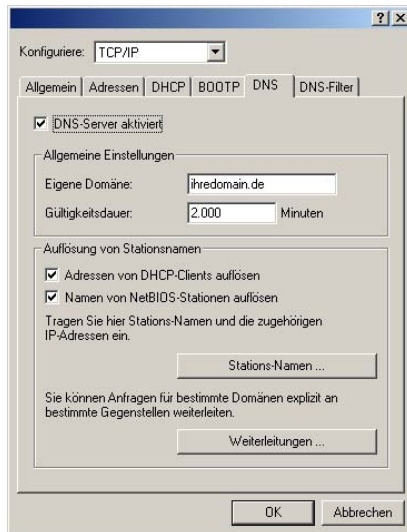 Konfiguriere: TCP/IP
Allgemein Adressen DHCP BOOTP DNS DNS-Filter
DNS-Server aktiviert
Allgemeine Einstellungen
Eigene Domäne: ihredomain.de
Gültigkeitsdauer: 2.000 Minuten
Auflösung von Stationsnamen
Adressen von DHCP-Clients auflösen
Namen von NetBIOS-Stationen auflösen
Tragen Sie hier Stations-Namen und die zugehörigen
IP-Adressen ein.
Stations-Namen ...
Sie können Anfragen für bestimmte Domänen explizit an
bestimmte Gegenstellen weiterleiten.
Weiterleitungen ...
OK Abbrechen